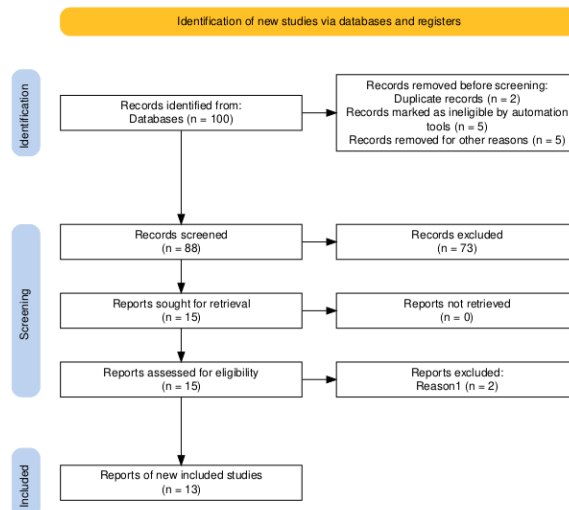 Identification of new studies via databases and registers
Identification
Records identified from:
Databases (n = 100)
Records removed before screening:
Duplicate records (n = 2)
Records marked as ineligible by automation
tools (n = 5)
Records removed for other reasons (n = 5)
Screening
Records screened
(n = 88)
Records excluded
(n = 73)
Reports sought for retrieval
(n = 15)
Reports not retrieved
(n = 0)
Reports assessed for eligibility
(n = 15)
Reports excluded:
Reason1 (n = 2)
Included
Reports of new included studies
(n = 13)